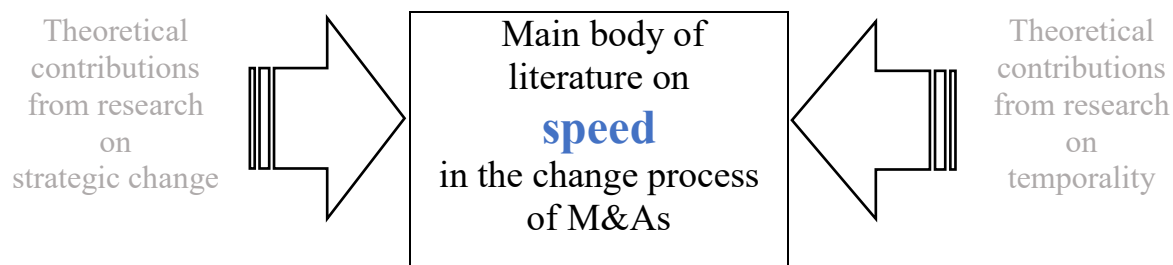 Theoretical
contributions
from research
on
strategic change
Main body of
literature on
speed
in the change process
of M&As
Theoretical
contributions
from research
on
temporality